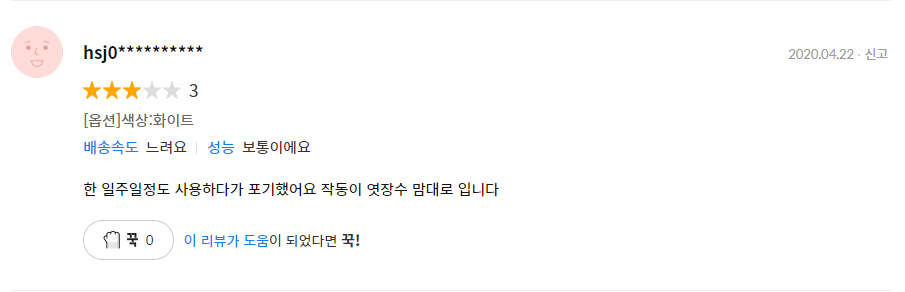 hsj0**********
2020.04.22 · 신고
3
[옵션]색상:화이트
배송속도 느려요 성능 보통이에요
한 일주일정도 사용하다가 포기했어요 작동이 엿장수 맘대로 입니다
꾹 0 이 리뷰가 도움이 되었다면 꾹!